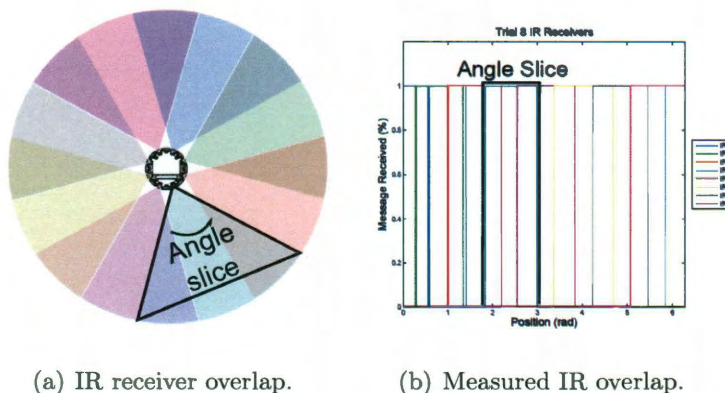 Angle
slice
Trial 8 IR Receivers
Angle Slice
Message Received (%)
1
0.8
0.6
0.4
0.2
0
0 1 2 3 4 5 6
Position (rad)
(a) IR receiver overlap.
(b) Measured IR overlap.